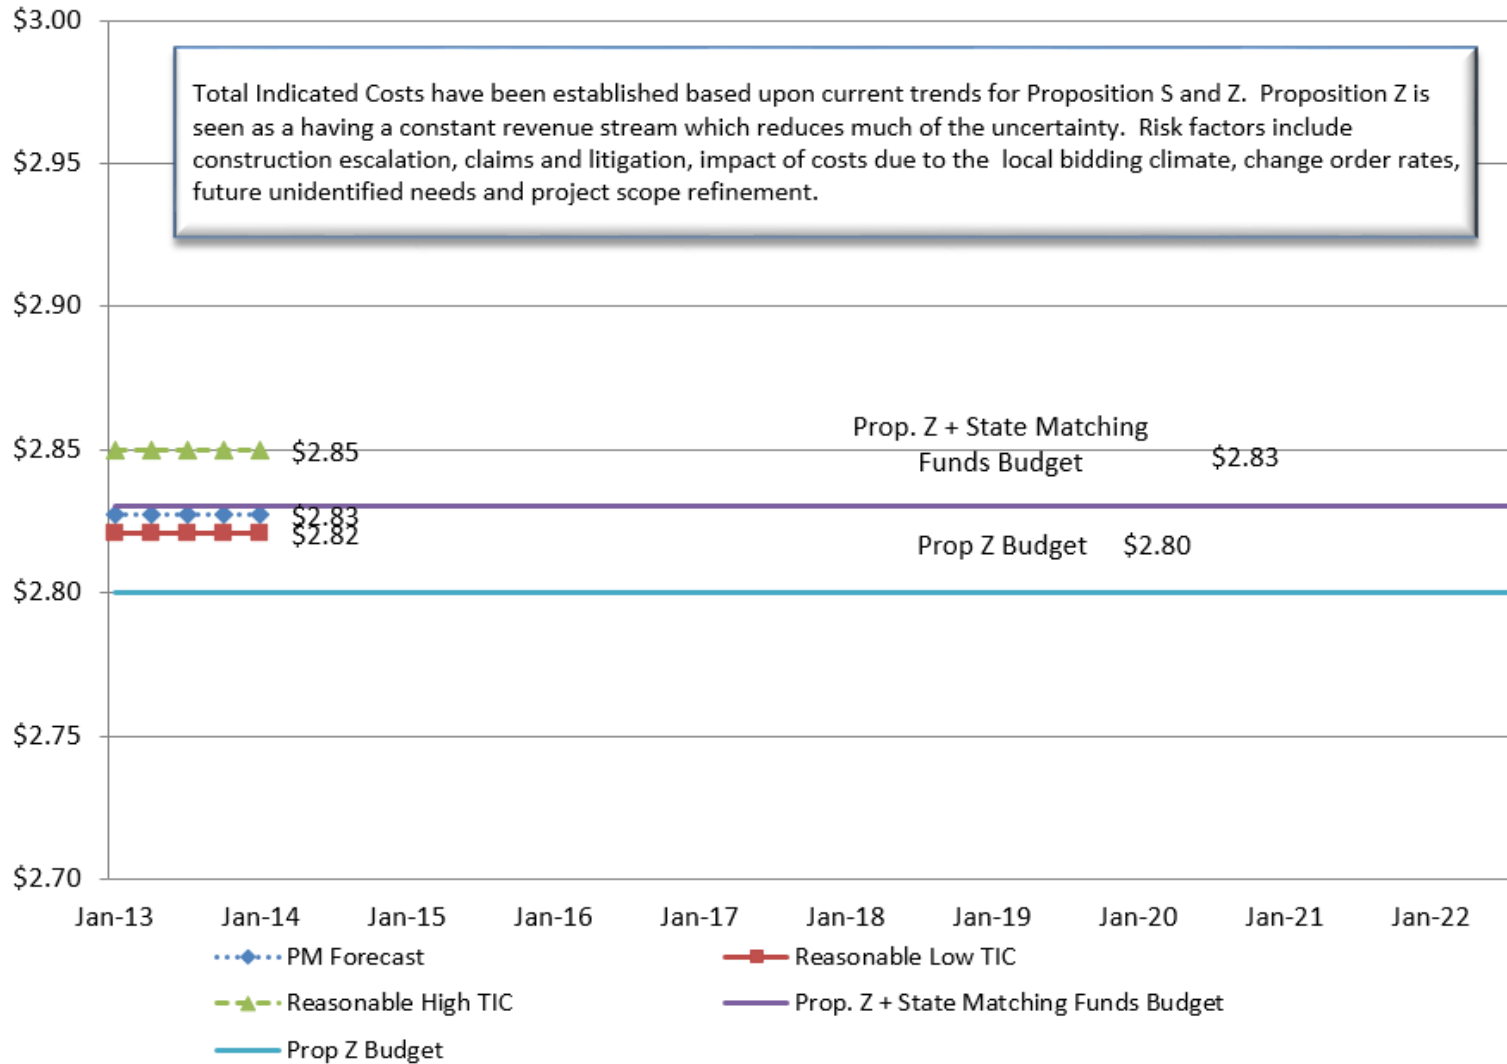 $3.00
Total Indicated Costs have been established based upon current trends for Proposition S and Z.  Proposition Z is
seen as a having a constant revenue stream which reduces much of the uncertainty.  Risk factors include
construction escalation, claims and litigation, impact of costs due to the  local bidding climate, change order rates,
future unidentified needs and project scope refinement.
$2.95
$2.90
$2.85
$2.85
Prop. Z + State Matching
Funds Budget
$2.83
$2.83
$2.82
Prop Z Budget
$2.80
$2.80
$2.75
$2.70
Jan-13 Jan-14 Jan-15 Jan-16 Jan-17 Jan-18 Jan-19 Jan-20 Jan-21 Jan-22
PM Forecast
Reasonable Low TIC
Reasonable High TIC
Prop. Z + State Matching Funds Budget
Prop Z Budget